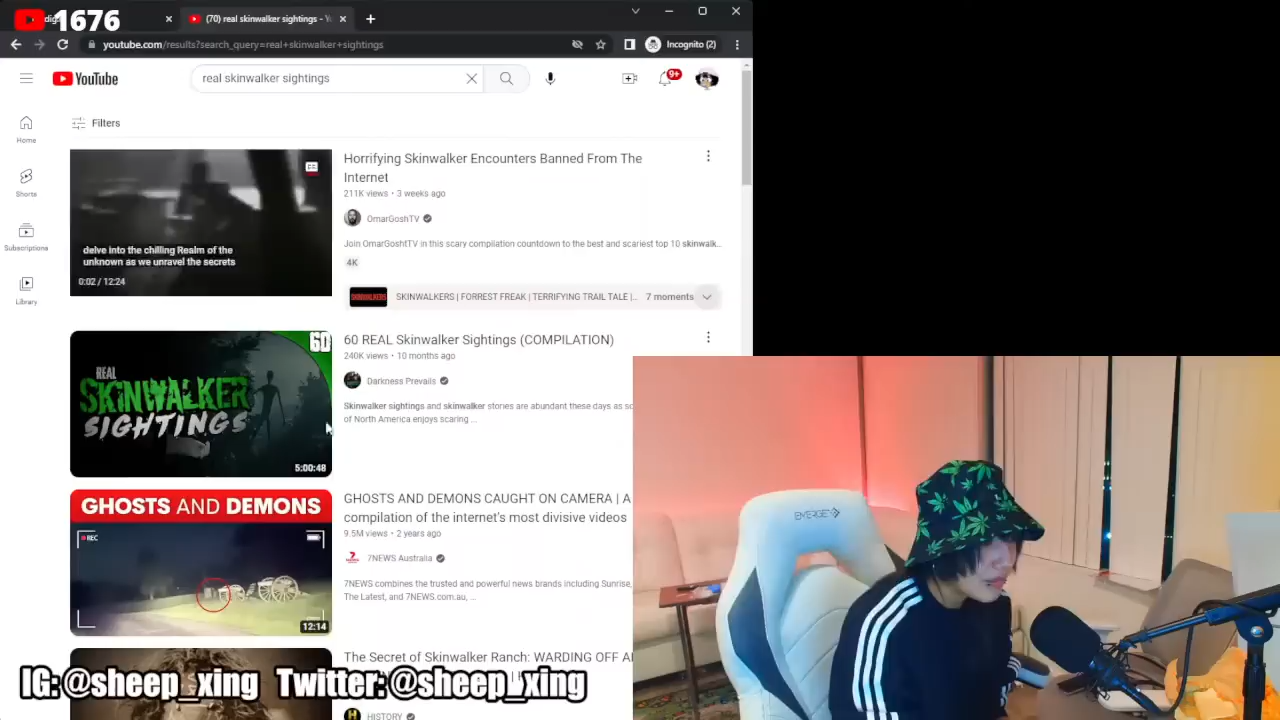 1676
(70) real skinwalker sightings - Yo
youtube.com/results?search_query=real+skinwalker+sightings
Incognito (2)
YouTube
real skinwalker sightings
9+
Home
Shorts
Subscriptions
Library
Filters
delve into the chilling Realm of the
unknown as we unravel the secrets
0:02 / 12:24
Horrifying Skinwalker Encounters Banned From The
Internet
211K views • 3 weeks ago
OmarGoshTV
Join OmarGoshtTV in this scary compilation countdown to the best and scariest top 10 skinwalk...
4K
SKINWALKERS
SKINWALKERS | FORREST FREAK | TERRIFYING TRAIL TALE |...
7 moments
60
REAL
SKINWALKER
SIGHTINGS
5:00:48
60 REAL Skinwalker Sightings (COMPILATION)
240K views • 10 months ago
Darkness Prevails
Skinwalker sightings and skinwalker stories are abundant these days as so
of North America enjoys scaring ...
GHOSTS AND DEMONS
REC
12:14
GHOSTS AND DEMONS CAUGHT ON CAMERA | A
compilation of the internet's most divisive videos
9.5M views • 2 years ago
7NEWS Australia
7NEWS combines the trusted and powerful news brands including Sunrise,
The Latest, and 7NEWS.com.au, ...
The Secret of Skinwalker Ranch: WARDING OFF AL
HISTORY
IG:@sheep_xing Twitter:@sheep_xing